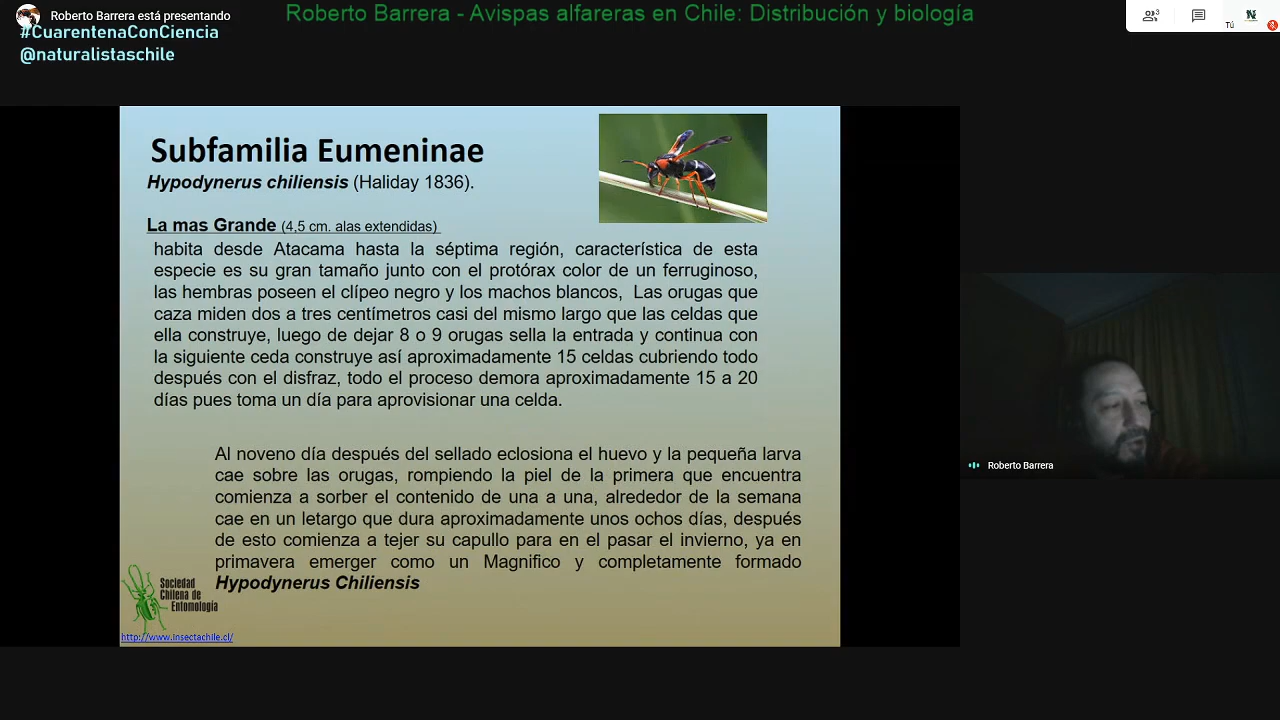 Roberto Barrera está presentando
Roberto Barrera - Avispas alfareras en Chile: Distribución y biología
#CuarentenaConCiencia
@naturalistaschile
3
Tú
Subfamilia Eumeninae
Hypodynerus chiliensis (Haliday 1836).
La mas Grande (4,5 cm. alas extendidas)
habita desde Atacama hasta la séptima región, característica de esta
especie es su gran tamaño junto con el protórax color de un ferruginoso,
las hembras poseen el clípeo negro y los machos blancos, Las orugas que
caza miden dos a tres centímetros casi del mismo largo que las celdas que
ella construye, luego de dejar 8 o 9 orugas sella la entrada y continua con
la siguiente ceda construye así aproximadamente 15 celdas cubriendo todo
después con el disfraz, todo el proceso demora aproximadamente 15 a 20
días pues toma un día para aprovisionar una celda.
Al noveno día después del sellado eclosiona el huevo y la pequeña larva
cae sobre las orugas, rompiendo la piel de la primera que encuentra
comienza a sorber el contenido de una a una, alrededor de la semana
cae en un letargo que dura aproximadamente unos ochos días, después
de esto comienza a tejer su capullo para en el pasar el invierno, ya en
primavera emerger como un Magnifico y completamente formado
Hypodynerus Chiliensis
Sociedad
Chilena de
Entomología
http://www.insectachile.cl/
Roberto Barrera